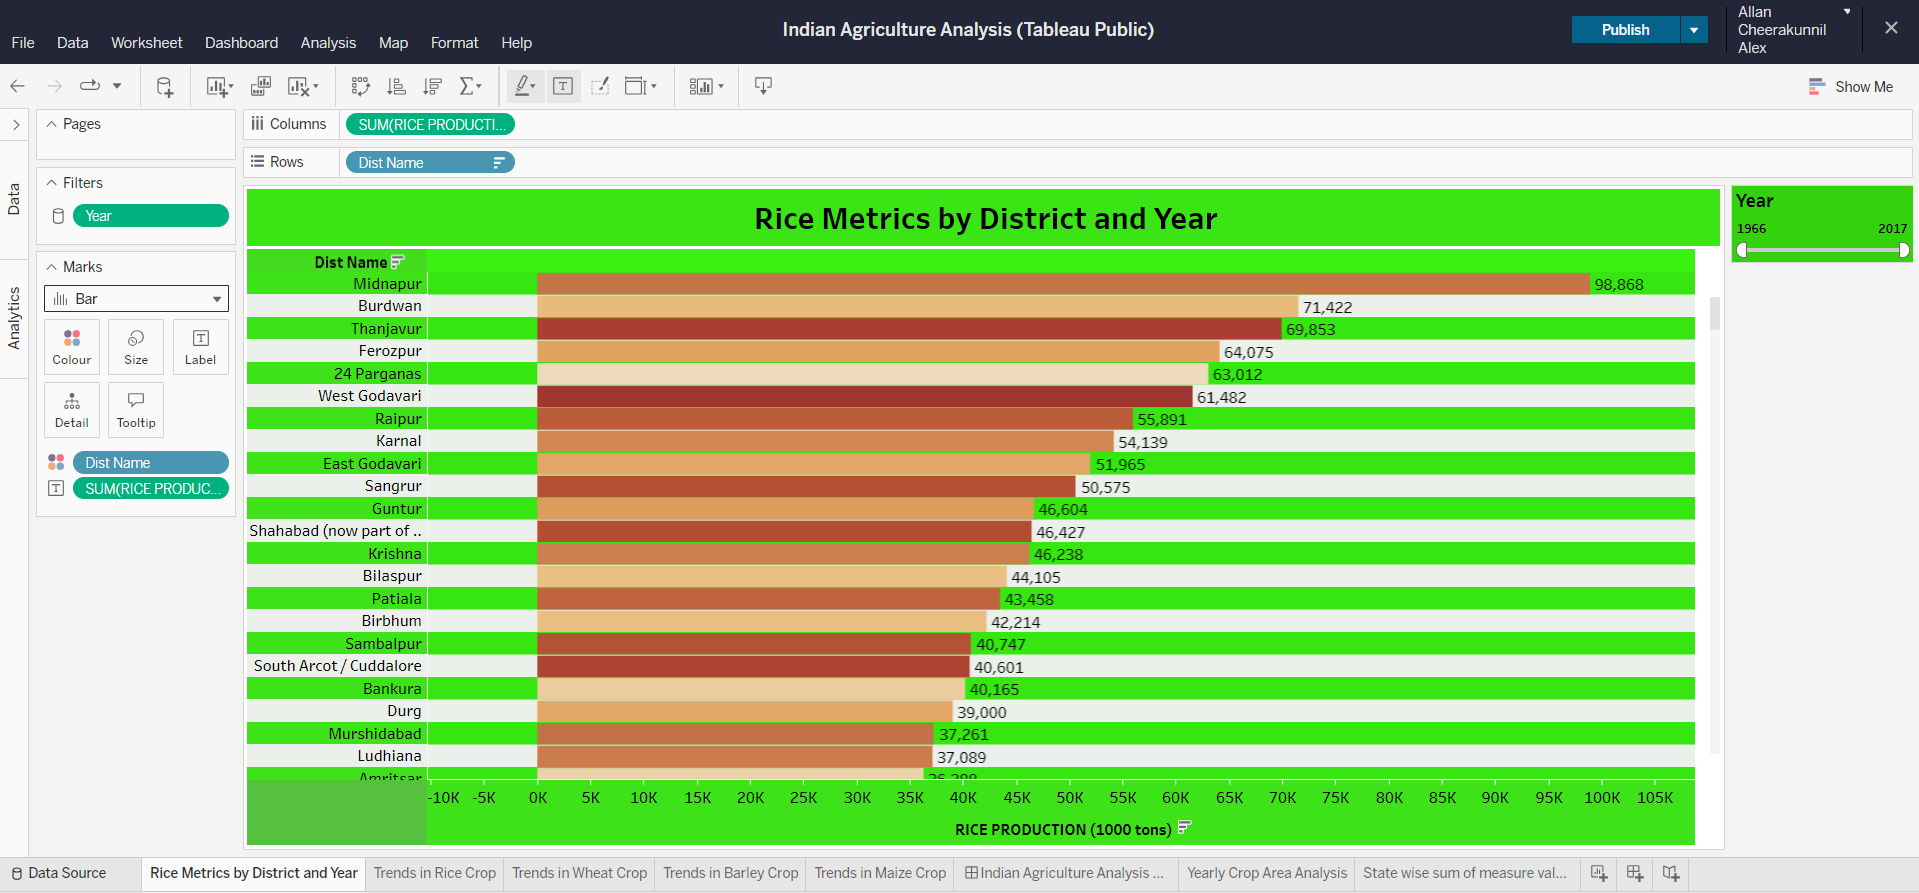 Indian Agriculture Analysis (Tableau Public)
Publish
Allan
Cheerakunnil
Alex
File Data Worksheet Dashboard Analysis Map Format Help
Show Me
Pages
Columns SUM(RICE PRODUCTI...
Rows Dist Name
Filters
Year
Marks
Bar
Colour Size Label
Detail Tooltip
Dist Name
SUM(RICE PRODUC...
Data
Analytics
Rice Metrics by District and Year
Year
1966 2017
Dist Name
Midnapur 98,868
Burdwan 71,422
Thanjavur 69,853
Ferozpur 64,075
24 Parganas 63,012
West Godavari 61,482
Raipur 55,891
Karnal 54,139
East Godavari 51,965
Sangrur 50,575
Guntur 46,604
Shahabad (now part of .. 46,427
Krishna 46,238
Bilaspur 44,105
Patiala 43,458
Birbhum 42,214
Sambalpur 40,747
South Arcot / Cuddalore 40,601
Bankura 40,165
Durg 39,000
Murshidabad 37,261
Ludhiana 37,089
Amritsar
-10K -5K 0K 5K 10K 15K 20K 25K 30K 35K 40K 45K 50K 55K 60K 65K 70K 75K 80K 85K 90K 95K 100K 105K
RICE PRODUCTION (1000 tons)
Data Source Rice Metrics by District and Year Trends in Rice Crop Trends in Wheat Crop Trends in Barley Crop Trends in Maize Crop Indian Agriculture Analysis ... Yearly Crop Area Analysis State wise sum of measure val...